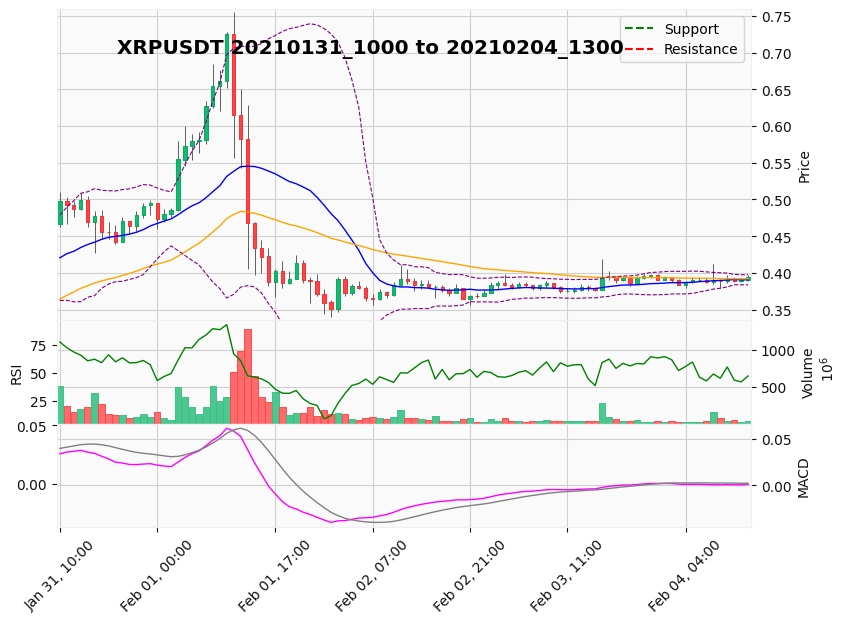 XRPUSDT 20210131_1000 to 20210204_1300
Support
Resistance
0.75
0.70
0.65
0.60
0.55
0.50
0.45
0.40
0.35
Price
75
50
25
RSI
1000
500
Volume
10^6
0.05
0.00
0.05
0.00
MACD
Jan 31, 10:00
Feb 01, 00:00
Feb 01, 17:00
Feb 02, 07:00
Feb 02, 21:00
Feb 03, 11:00
Feb 04, 04:00